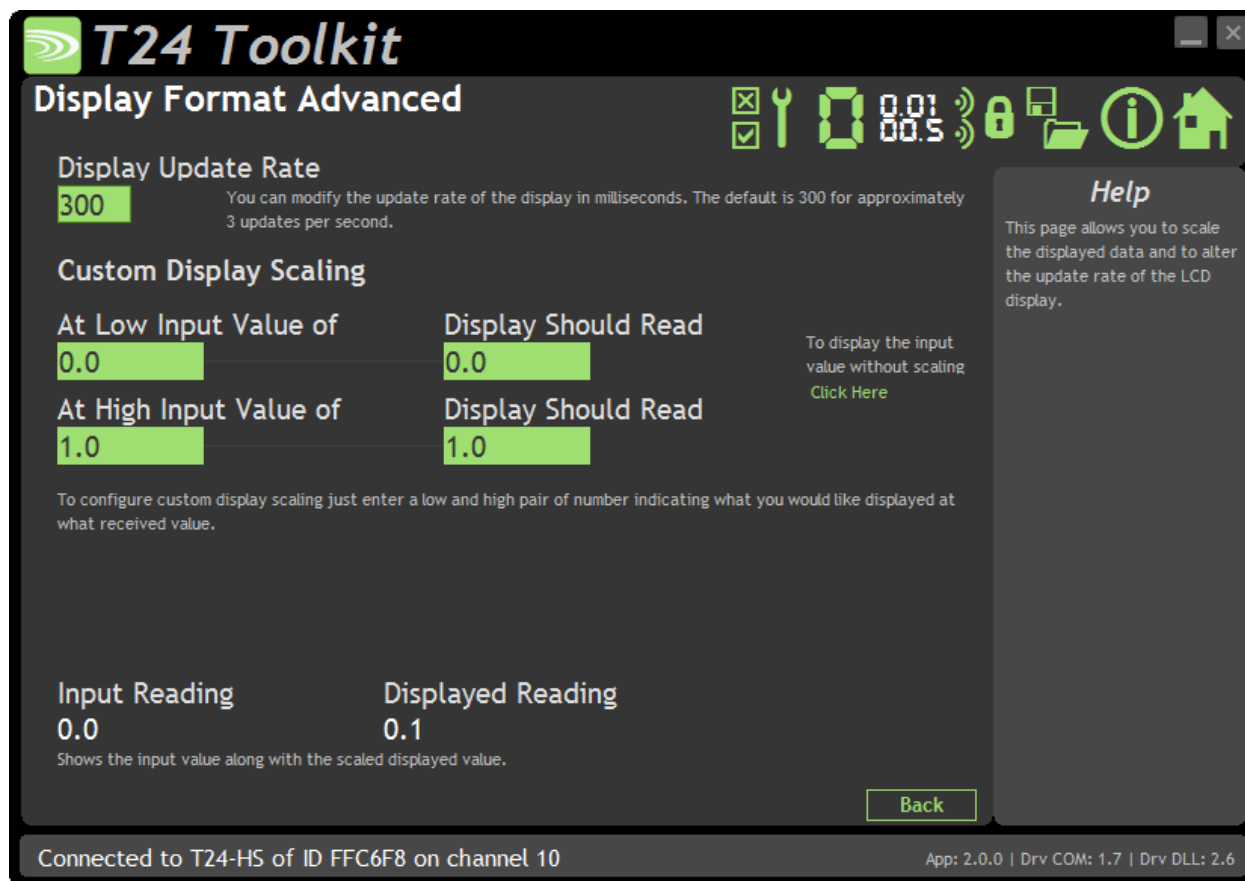 T24 Toolkit
Display Format Advanced
0.01
00.5
Display Update Rate
300
You can modify the update rate of the display in milliseconds. The default is 300 for approximately
3 updates per second.
Custom Display Scaling
At Low Input Value of
Display Should Read
0.0
0.0
To display the input
value without scaling
Click Here
At High Input Value of
Display Should Read
1.0
1.0
To configure custom display scaling just enter a low and high pair of number indicating what you would like displayed at
what received value.
Input Reading
Displayed Reading
0.0
0.1
Shows the input value along with the scaled displayed value.
Back
Help
This page allows you to scale
the displayed data and to alter
the update rate of the LCD
display.
Connected to T24-HS of ID FFC6F8 on channel 10
App: 2.0.0 | Drv COM: 1.7 | Drv DLL: 2.6